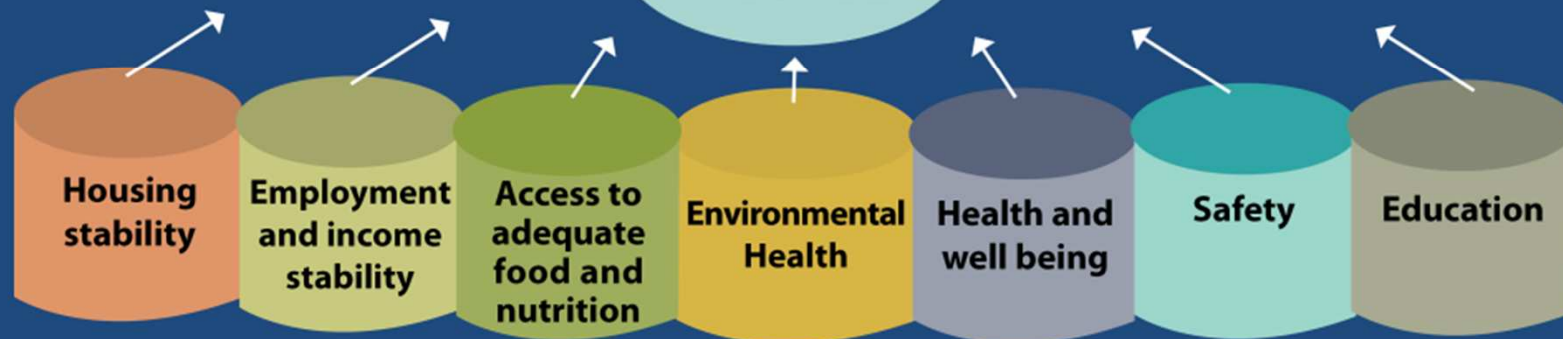 Housing
stability
Employment
and income
stability
Access to
adequate
food and
nutrition
Environmental
Health
Health and
well being
Safety
Education